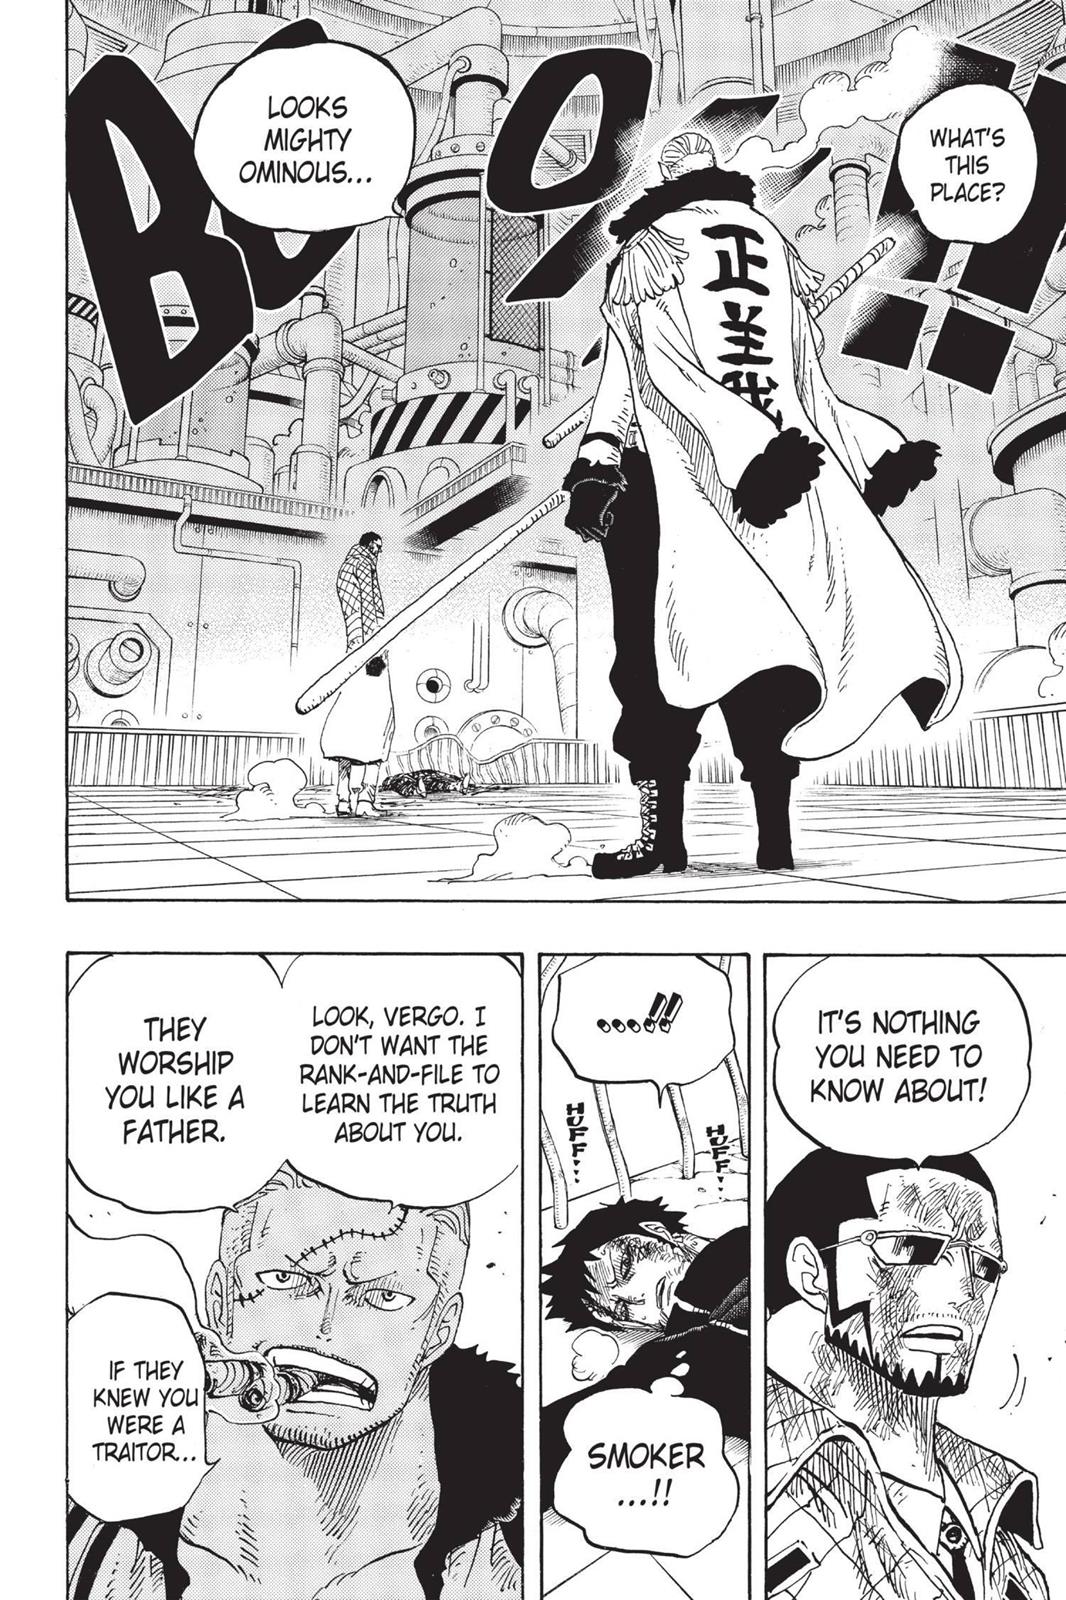 WHAT'S
THIS
PLACE?
LOOKS
MIGHTY
OMINOUS...
正
義
IT'S NOTHING
YOU NEED TO
KNOW ABOUT!
...!!
HUFF...
HUFF...
SMOKER
...!!
LOOK, VERGO. I
DON'T WANT THE
RANK-AND-FILE TO
LEARN THE TRUTH
ABOUT YOU.
THEY
WORSHIP
YOU LIKE A
FATHER.
IF THEY
KNEW YOU
WERE A
TRAITOR...